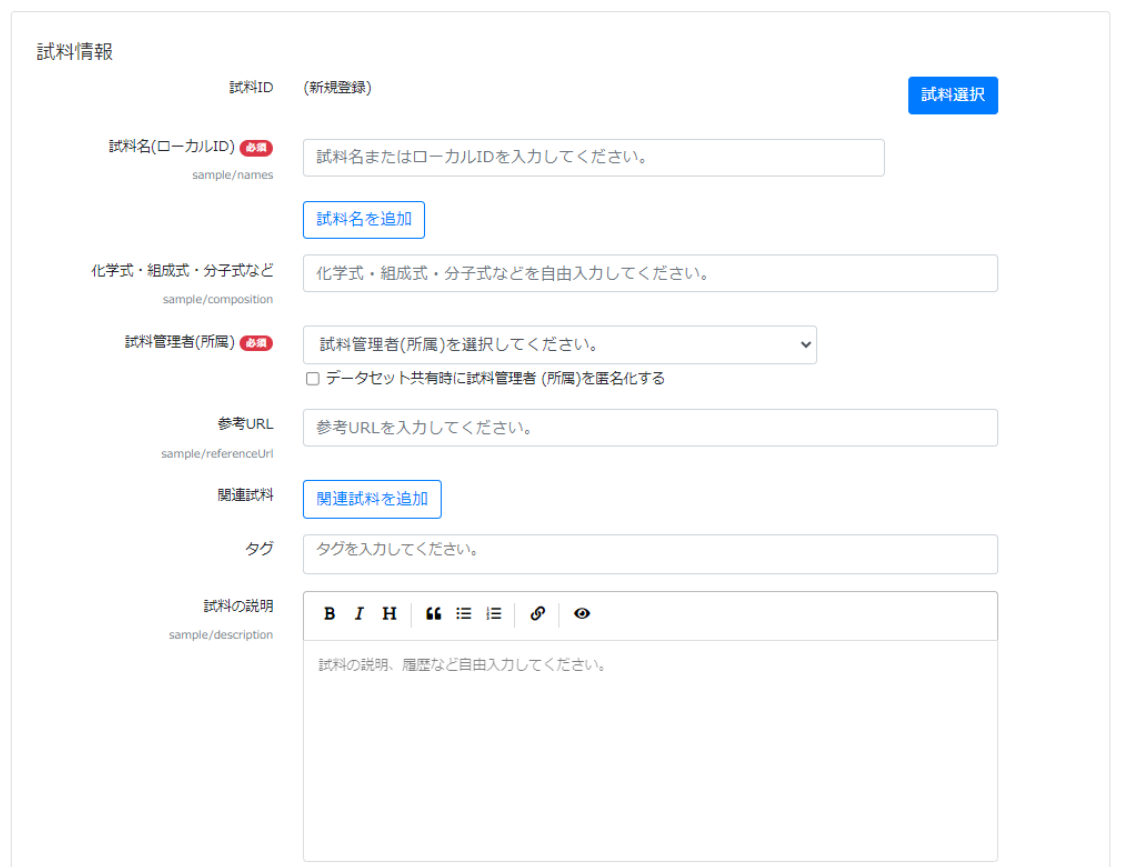 試料情報
試料ID (新規登録) 試料選択
試料名(ローカルID) 必須 試料名またはローカルIDを入力してください。
sample/names
試料名を追加
化学式・組成式・分子式など 化学式・組成式・分子式などを自由入力してください。
sample/composition
試料管理者(所属) 必須 試料管理者(所属)を選択してください。
データセット共有時に試料管理者 (所属)を匿名化する
参考URL 参考URLを入力してください。
sample/referenceUrl
関連試料 関連試料を追加
タグ タグを入力してください。
試料の説明 B I H
sample/description
試料の説明、履歴など自由入力してください。